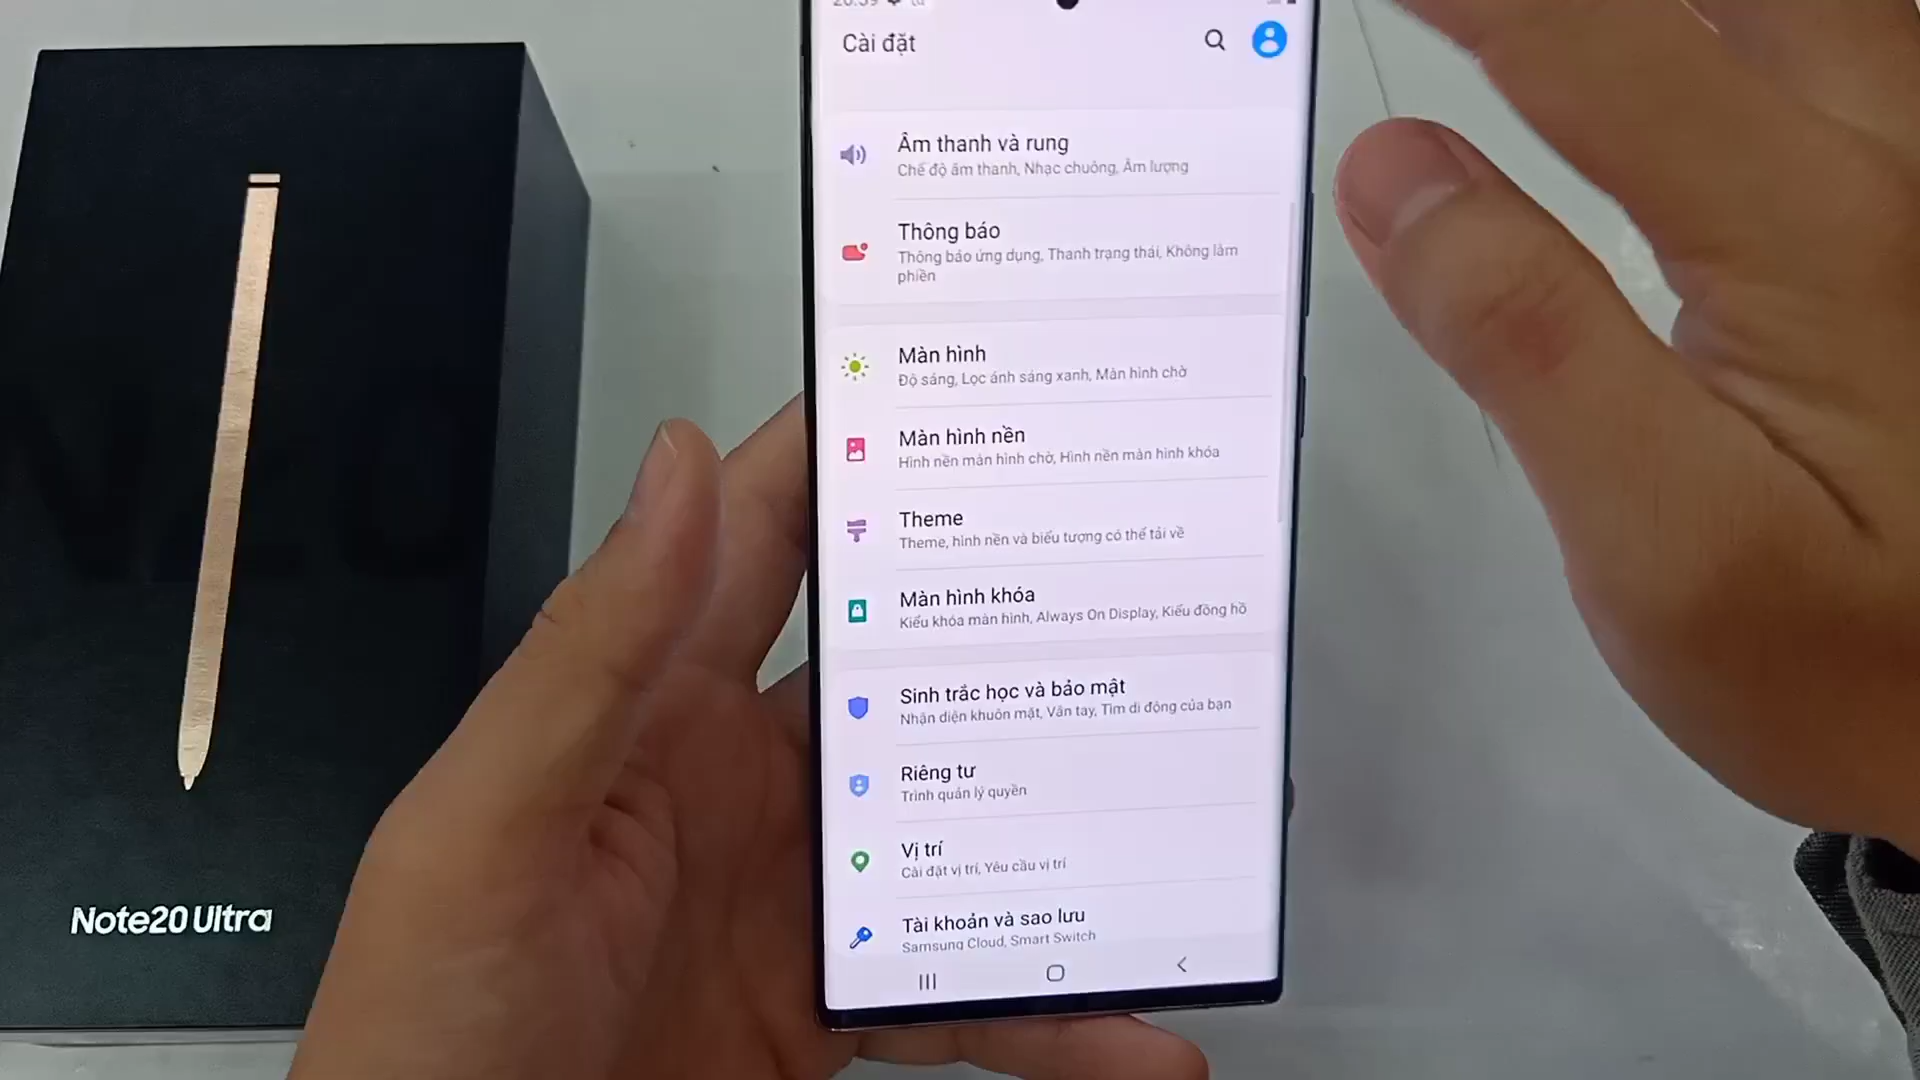 Cài đặt
Âm thanh và rung
Chế độ âm thanh, Nhạc chuông, Âm lượng
Thông báo
Thông báo ứng dụng, Thanh trạng thái, Không làm
phiền
Màn hình
Độ sáng, Lọc ánh sáng xanh, Màn hình chờ
Màn hình nền
Hình nền màn hình chờ, Hình nền màn hình khóa
Theme
Theme, hình nền và biểu tượng có thể tải về
Màn hình khóa
Kiểu khóa màn hình, Always On Display, Kiểu đồng hồ
Sinh trắc học và bảo mật
Nhận diện khuôn mặt, Vân tay, Tìm di động của bạn
Riêng tư
Trình quản lý quyền
Vị trí
Cài đặt vị trí, Yêu cầu vị trí
Tài khoản và sao lưu
Samsung Cloud, Smart Switch
Note20 Ultra